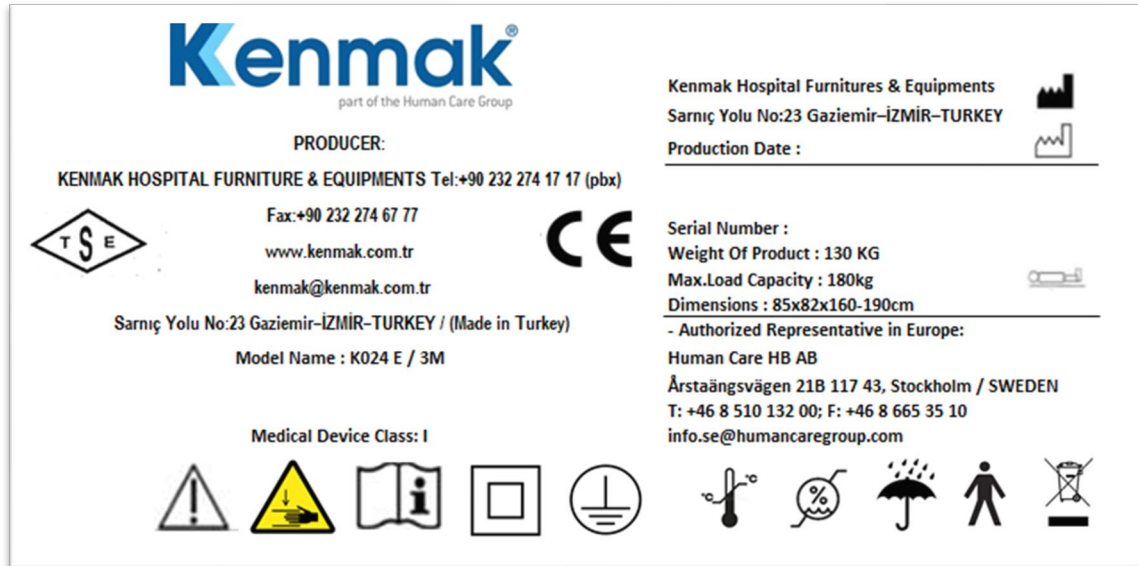 Kenmak®
part of the Human Care Group
PRODUCER:
KENMAK HOSPITAL FURNITURE & EQUIPMENTS Tel:+90 232 274 17 17 (pbx)
Fax:+90 232 274 67 77
www.kenmak.com.tr
kenmak@kenmak.com.tr
Sarnıç Yolu No:23 Gaziemir–İZMİR–TURKEY / (Made in Turkey)
Model Name : K024 E / 3M
T S E
CE
Medical Device Class: I
Kenmak Hospital Furnitures & Equipments
Sarnıç Yolu No:23 Gaziemir–İZMİR–TURKEY
Production Date :
Serial Number :
Weight Of Product : 130 KG
Max.Load Capacity : 180kg
Dimensions : 85x82x160-190cm
- Authorized Representative in Europe:
Human Care HB AB
Årstaängsvägen 21B 117 43, Stockholm / SWEDEN
T: +46 8 510 132 00; F: +46 8 665 35 10
info.se@humancaregroup.com
°C °C
%